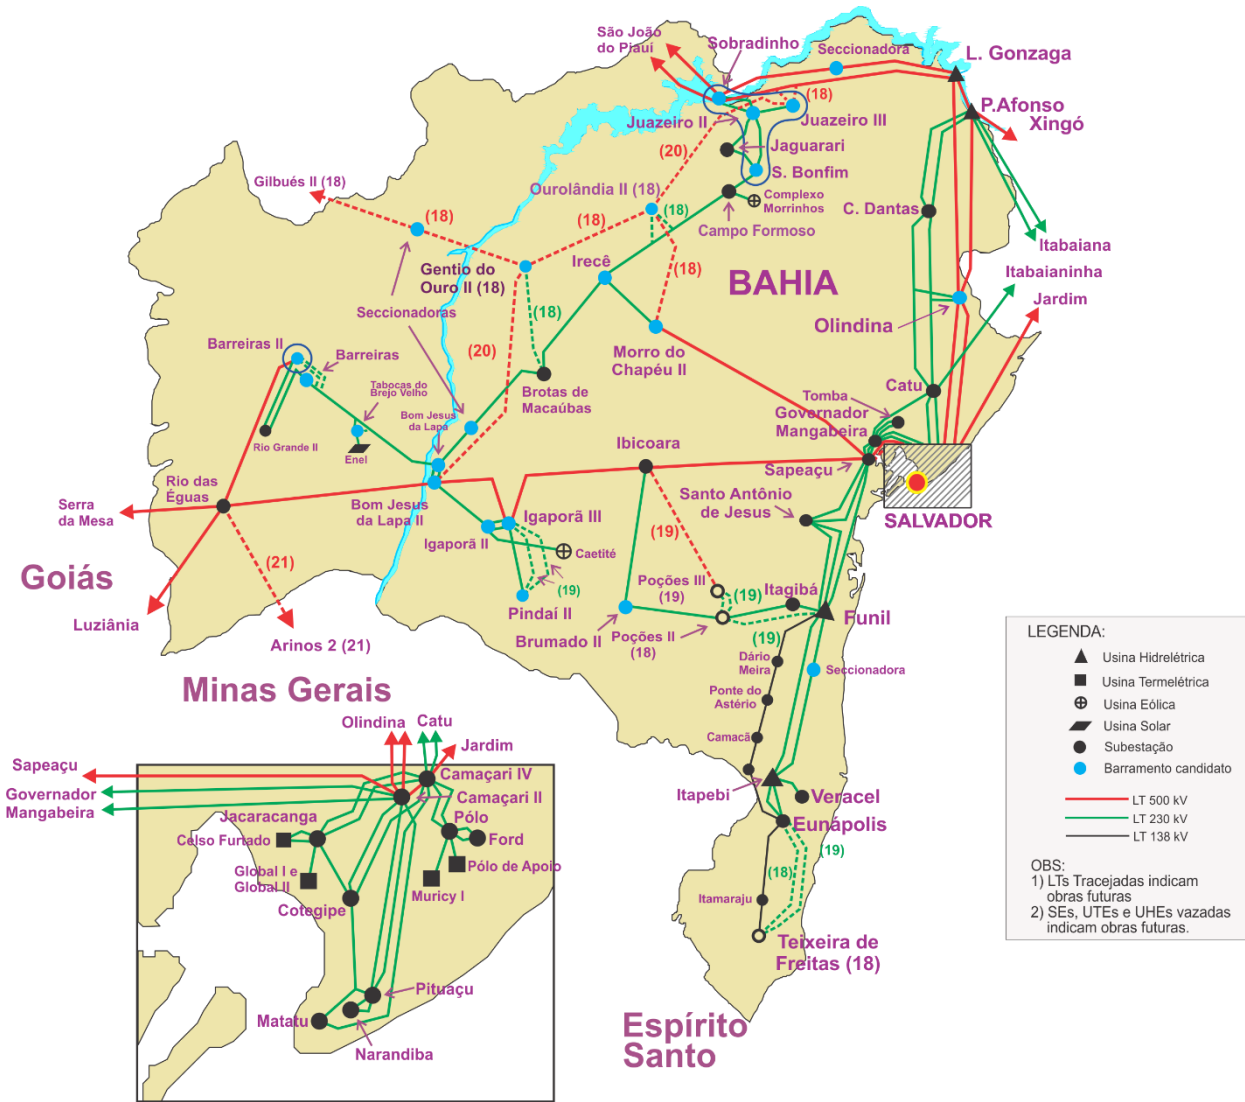 São João
do Piauí
Sobradinho
Seccionadora
L. Gonzaga
(18)
P.Afonso
Xingó
Juazeiro II
Juazeiro III
(20)
Jaguarari
S. Bonfim
Gilbués II (18)
Ourolândia II (18)
Complexo
Morrinhos
C. Dantas
(18)
(18)
(18)
Campo Formoso
Itabaiana
Gentio do
Ouro II (18)
Irecê
(18)
BAHIA
Itabaianinha
Jardim
Seccionadoras
(18)
Olindina
Barreiras II
Barreiras
(20)
Morro do
Chapéu II
Tabocas do
Brejo Velho
Brotas de
Macaúbas
Catu
Tomba
Governador
Mangabeira
Bom Jesus
da Lapa
Rio Grande II
Enel
Ibicoara
Sapeaçu
Rio das
Éguas
Serra
da Mesa
Bom Jesus
da Lapa II
Igaporã III
Santo Antônio
de Jesus
SALVADOR
Igaporã II
Caetité
(19)
Goiás
(21)
(19)
Poções III
(19)
(19)
Itagibá
Luziânia
Pindaí II
Funil
Arinos 2 (21)
Brumado II
Poções II
(18)
(19)
Dário
Meira
Seccionadora
Minas Gerais
Ponte do
Astério
Camacã
Itapebi
Veracel
Eunápolis
(19)
(18)
Itamaraju
Teixeira de
Freitas (18)
Espírito
Santo
LEGENDA:
Usina Hidrelétrica
Usina Termelétrica
Usina Eólica
Usina Solar
Subestação
Barramento candidato
LT 500 kV
LT 230 kV
LT 138 kV
OBS:
1) LTs Tracejadas indicam
obras futuras
2) SEs, UTEs e UHEs vazadas
indicam obras futuras.
Olindina
Catu
Jardim
Sapeaçu
Camaçari IV
Governador
Mangabeira
Camaçari II
Jacaracanga
Pólo
Celso Furtado
Ford
Global I e
Global II
Pólo de Apoio
Muricy I
Cotegipe
Pituaçu
Matatu
Narandiba